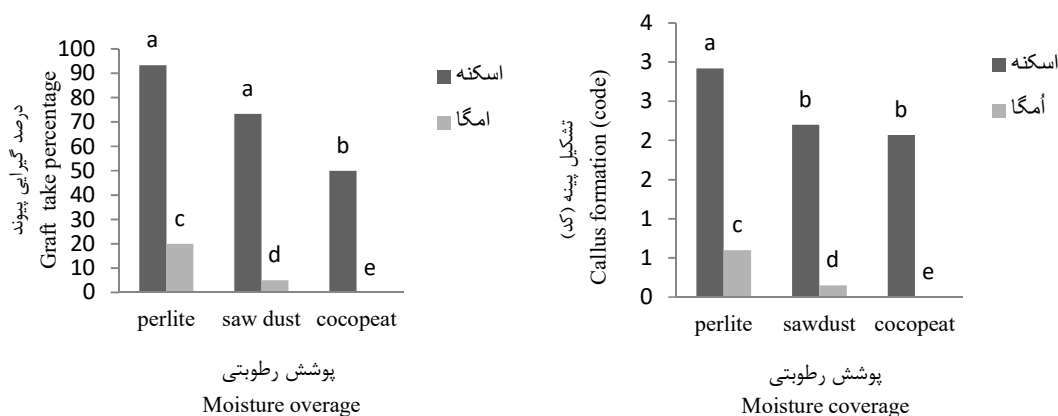 درصد گیرایی پیوند
Graft take percentage
100
90
80
70
60
50
40
30
20
10
0
a
a
b
c
d
e
perlite
saw dust
cocopeat
پوشش رطوبتی
Moisture overage
اسکنه
امگا
تشکیل پینه (کد)
Callus formation (code)
4
3
3
2
2
1
1
0
a
b
b
c
d
e
perlite
sawdust
cocopeat
پوشش رطوبتی
Moisture coverage
اسکنه
اُمگا